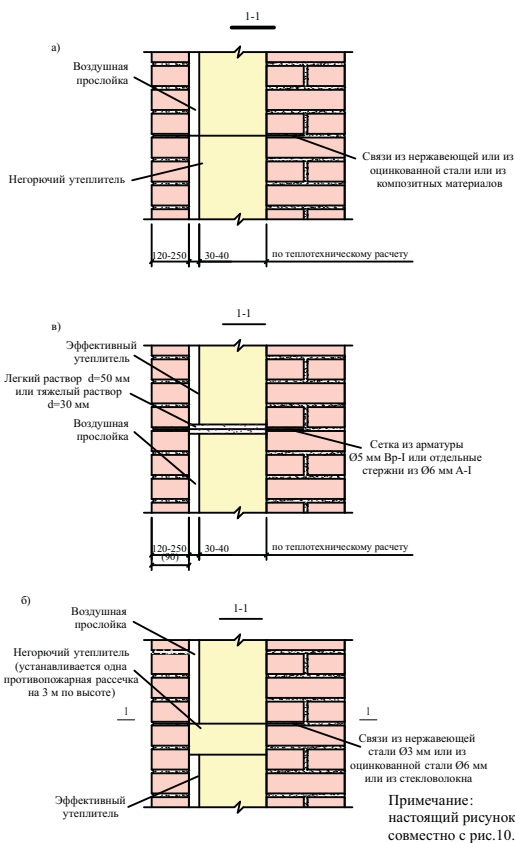 1-1
а)
Воздушная
прослойка
Негорючий утеплитель
Связи из нержавеющей или из
оцинкованной стали или из
композитных материалов
120-250
30-40
по теплотехническому расчету
1-1
в)
Эффективный
утеплитель
Легкий раствор d=50 мм
или тяжелый раствор
d=30 мм
Воздушная
прослойка
Сетка из арматуры
Ø5 мм Вр-I или отдельные
стержни из Ø6 мм А-I
120-250
(90)
30-40
по теплотехническому расчету
б)
1-1
Воздушная
прослойка
Негорючий утеплитель
(устанавливается одна
противопожарная рассечка
на 3 м по высоте)
1
1
Связи из нержавеющей
стали Ø3 мм или из
оцинкованной стали Ø6 мм
или из стекловолокна
Эффективный
утеплитель
Примечание:
настоящий рисунок
совместно с рис.10.